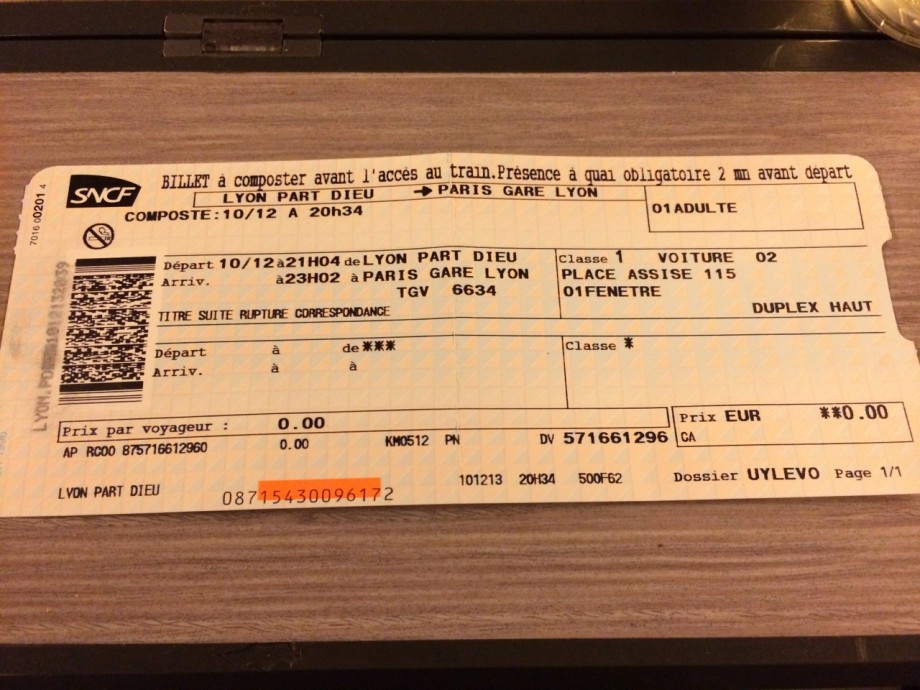 BILLET à composter avant l'accès au train.Présence à quai obligatoire 2 mn avant départ
SNCF
LYON PART DIEU → PARIS GARE LYON
COMPOSTE:10/12 A 20h34
01ADULTE
Départ 10/12 à21H04 de LYON PART DIEU
Arriv. à23H02 à PARIS GARE LYON
TGV 6634
TITRE SUITE RUPTURE CORRESPONDANCE
Classe 1 VOITURE 02
PLACE ASSISE 115
01FENETRE
DUPLEX HAUT
Départ à de ***
Arriv. à à
Classe *
Prix par voyageur : 0.00
Prix EUR **0.00
AP RC00 875716612960 0.00 KM0512 PN DV 571661296 CA
101213 20H34 500F62 Dossier UYLEVO Page 1/1
LYON PART DIEU 08715430096172